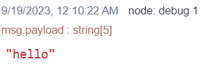 9/19/2023, 12:10:22 AM node: debug 1
msg.payload : string[5]
"hello"